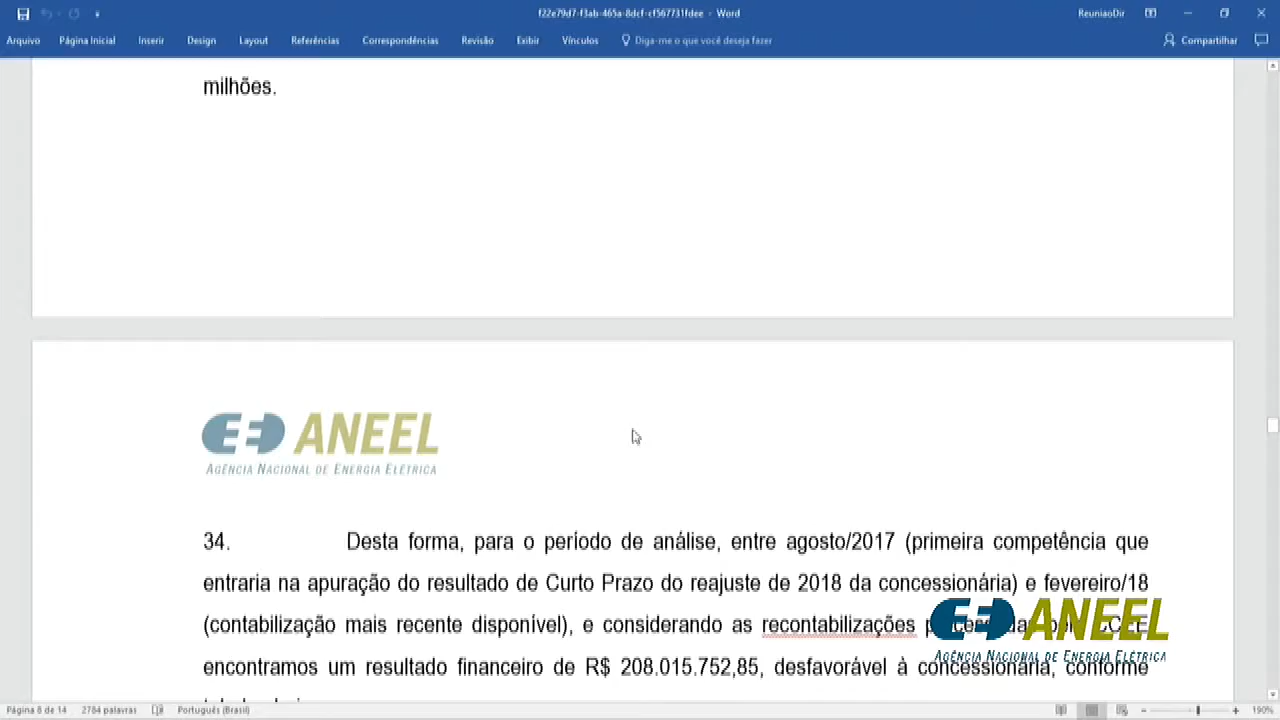 f22e79d7-f3ab-465a-8dcf-cf567731fdee - Word
ReuniaoDir
Arquivo Página Inicial Inserir Design Layout Referências Correspondências Revisão Exibir Vínculos Diga-me o que você deseja fazer Compartilhar
milhões.
ANEEL
AGÊNCIA NACIONAL DE ENERGIA ELÉTRICA
34. Desta forma, para o período de análise, entre agosto/2017 (primeira competência que
entraria na apuração do resultado de Curto Prazo do reajuste de 2018 da concessionária) e fevereiro/18
(contabilização mais recente disponível), e considerando as recontabilizações
encontramos um resultado financeiro de R$ 208.015.752,85, desfavorável à concessionária, conforme
ANEEL
AGÊNCIA NACIONAL DE ENERGIA ELÉTRICA
Página 8 de 14 2784 palavras Português (Brasil) 190%